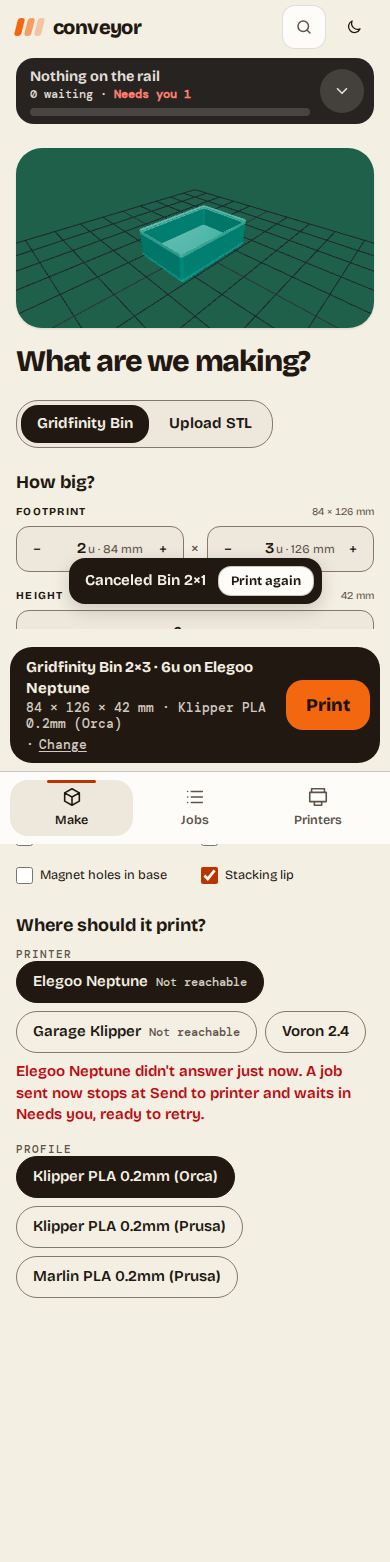 conveyor
Nothing on the rail
0 waiting · Needs you 1
What are we making?
Gridfinity Bin
Upload STL
How big?
FOOTPRINT
84 × 126 mm
− 2 u · 84 mm + × − 3 u · 126 mm +
Canceled Bin 2×1 Print again
HEIGHT
42 mm
Gridfinity Bin 2×3 · 6u on Elegoo
Neptune
84 × 126 × 42 mm · Klipper PLA
0.2mm (Orca)
· Change
Print
Make
Jobs
Printers
Magnet holes in base
Stacking lip
Where should it print?
PRINTER
Elegoo Neptune Not reachable
Garage Klipper Not reachable
Voron 2.4
Elegoo Neptune didn't answer just now. A job
sent now stops at Send to printer and waits in
Needs you, ready to retry.
PROFILE
Klipper PLA 0.2mm (Orca)
Klipper PLA 0.2mm (Prusa)
Marlin PLA 0.2mm (Prusa)